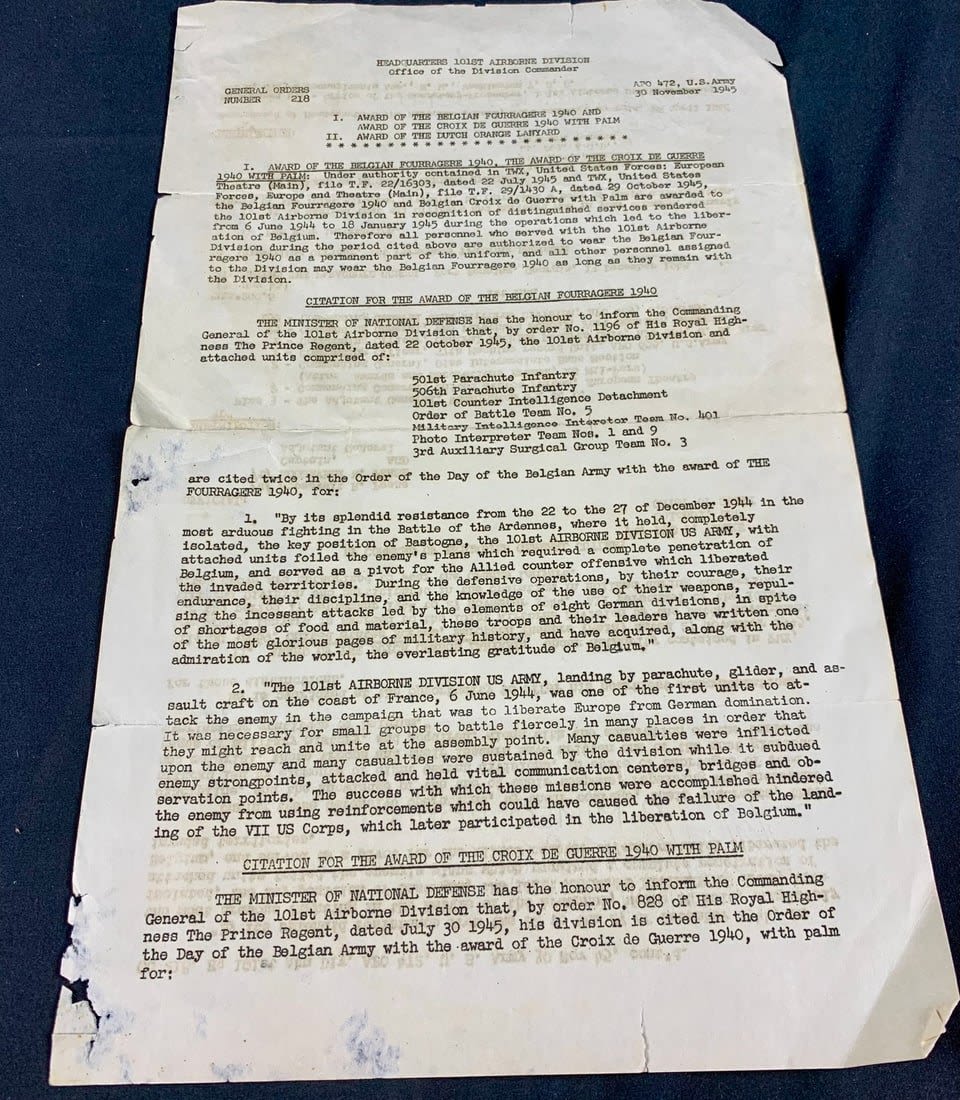 HEADQUARTERS 101ST AIRBORNE DIVISION
Office of the Division Commander
GENERAL ORDERS
NUMBER 218
APO 472, U.S.Army
30 November 1945
I. AWARD OF THE BELGIAN FOURRAGERE 1940 AND
AWARD OF THE CROIX DE GUERRE 1940 WITH PALM
II. AWARD OF THE DUTCH ORANGE LANYARD
* * * * * * * * * * * * * * * * * * * * * * *
I. AWARD OF THE BELGIAN FOURRAGERE 1940, THE AWARD OF THE CROIX DE GUERRE
1940 WITH PALM: Under authority contained in TWX, United States Forces: European
Theatre (Main), file T.F. 22/16303, dated 22 July 1945 and TWX, United States
Forces, Europe and Theatre (Main), file T.F. 29/1430 A, dated 29 October 1945,
the Belgian Fourragere 1940 and Belgian Croix de Guerre with Palm are awarded to
the 101st Airborne Division in recognition of distinguished services rendered
from 6 June 1944 to 18 January 1945 during the operations which led to the liber-
ation of Belgium. Therefore all personnel who served with the 101st Airborne
Division during the period cited above are authorized to wear the Belgian Four-
ragere 1940 as a permanent part of the uniform, and all other personnel assigned
to the Division may wear the Belgian Fourragere 1940 as long as they remain with
the Division.
CITATION FOR THE AWARD OF THE BELGIAN FOURRAGERE 1940
THE MINISTER OF NATIONAL DEFENSE has the honour to inform the Commanding
General of the 101st Airborne Division that, by order No. 1196 of His Royal High-
ness The Prince Regent, dated 22 October 1945, the 101st Airborne Division and
attached units comprised of:
501st Parachute Infantry
506th Parachute Infantry
101st Counter Intelligence Detachment
Order of Battle Team No. 5
Military Intelligence Team No. 401
Photo Interpreter Team Nos. 1 and 9
3rd Auxiliary Surgical Group Team No. 3
are cited twice in the Order of the Day of the Belgian Army with the award of THE
FOURRAGERE 1940, for:
1. "By its splendid resistance from the 22 to the 27 of December 1944 in the
most arduous fighting in the Battle of the Ardennes, where it held, completely
isolated, the key position of Bastogne, the 101st AIRBORNE DIVISION US ARMY, with
attached units foiled the enemy's plans which required a complete penetration of
Belgium, and served as a pivot for the Allied counter offensive which liberated
the invaded territories. During the defensive operations, by their courage, their
endurance, their discipline, and the knowledge of the use of their weapons, repul-
sing the incessant attacks led by the elements of eight German divisions, in spite
of shortages of food and material, these troops and their leaders have written one
of the most glorious pages of military history, and have acquired, along with the
admiration of the world, the everlasting gratitude of Belgium."
2. "The 101st AIRBORNE DIVISION US ARMY, landing by parachute, glider, and as-
sault craft on the coast of France, 6 June 1944, was one of the first units to at-
tack the enemy in the campaign that was to liberate Europe from German domination.
It was necessary for small groups to battle fiercely in many places in order that
they might reach and unite at the assembly point. Many casualties were inflicted
upon the enemy and many casualties were sustained by the division while it subdued
enemy strongpoints, attacked and held vital communication centers, bridges and ob-
servation points. The success with which these missions were accomplished hindered
the enemy from using reinforcements which could have caused the failure of the land-
ing of the VII US Corps, which later participated in the liberation of Belgium."
CITATION FOR THE AWARD OF THE CROIX DE GUERRE 1940 WITH PALM
THE MINISTER OF NATIONAL DEFENSE has the honour to inform the Commanding
General of the 101st Airborne Division that, by order No. 828 of His Royal High-
ness The Prince Regent, dated July 30 1945, his division is cited in the Order of
the Day of the Belgian Army with the award of the Croix de Guerre 1940, with palm
for: